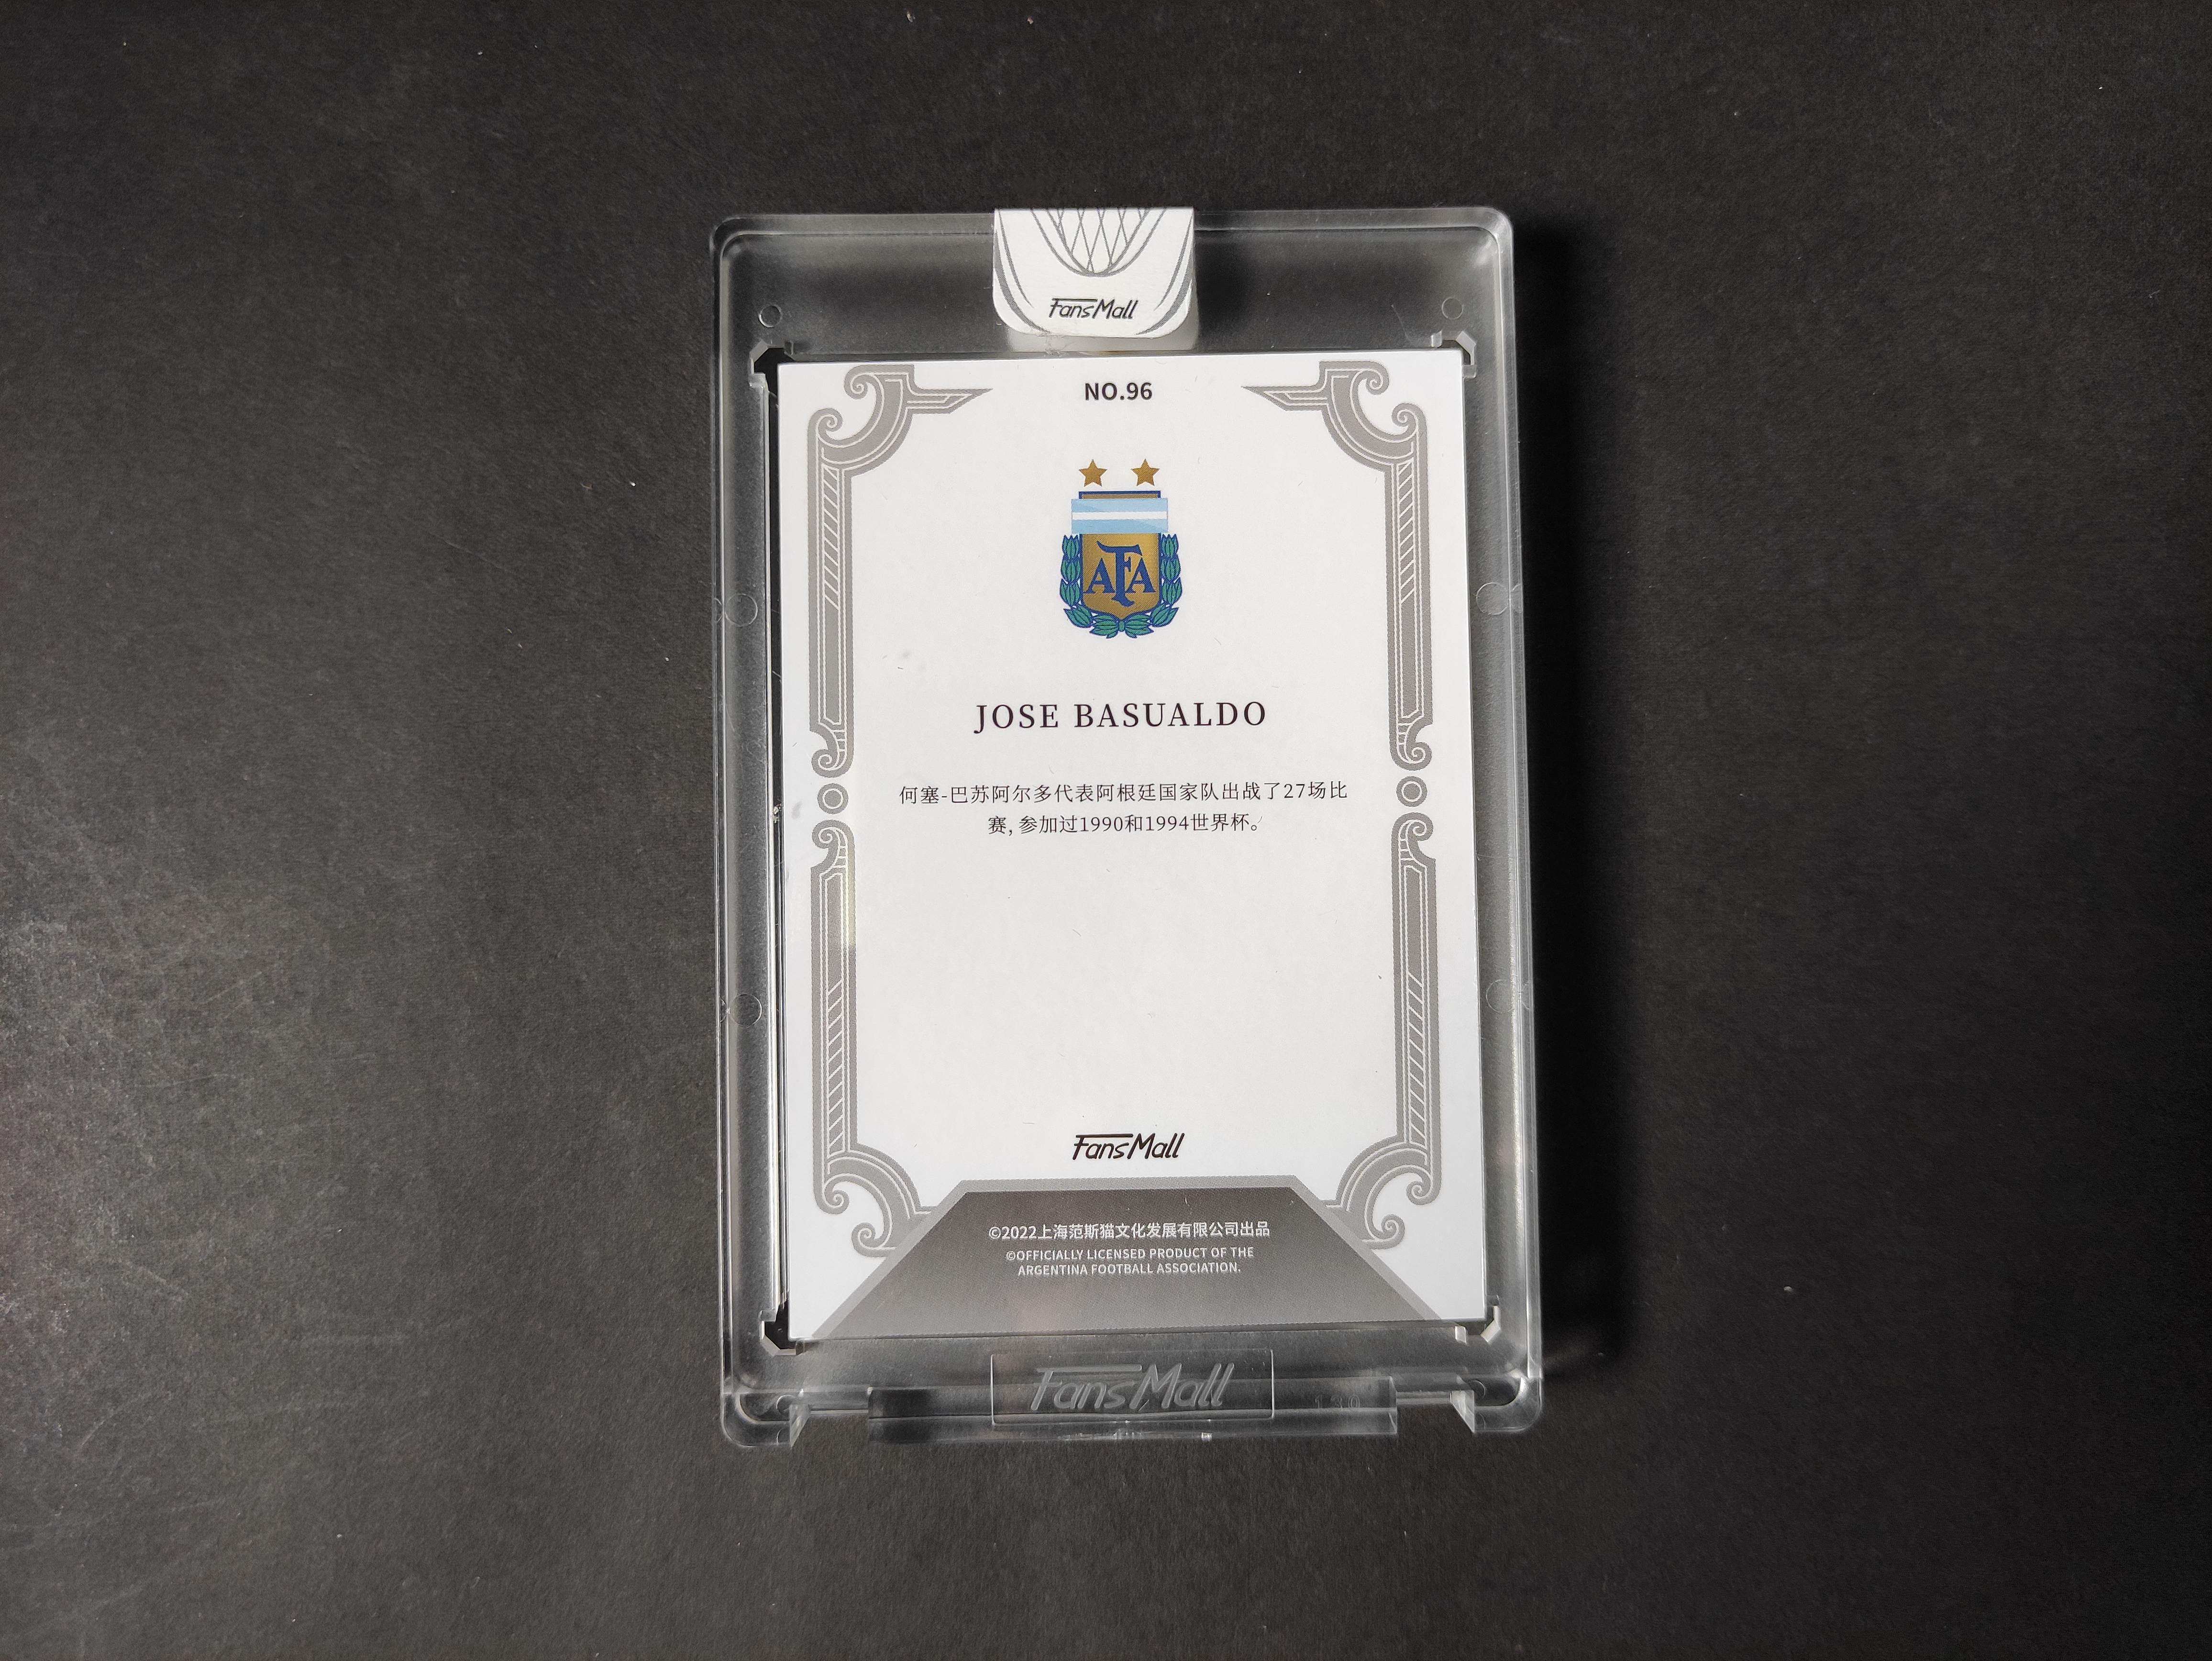 FansMall
NO.96
AFA
JOSE BASUALDO
何塞-巴苏阿尔多代表阿根廷国家队出战了27场比
赛,参加过1990和1994世界杯。
FansMall
©2022上海范斯猫文化发展有限公司出品
©OFFICIALLY LICENSED PRODUCT OF THE
ARGENTINA FOOTBALL ASSOCIATION.
FansMall